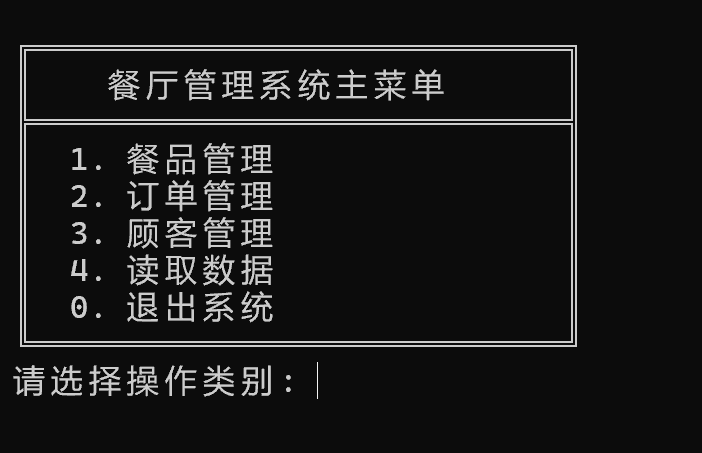 餐厅管理系统主菜单
1. 餐品管理
2. 订单管理
3. 顾客管理
4. 读取数据
0. 退出系统
请选择操作类别: